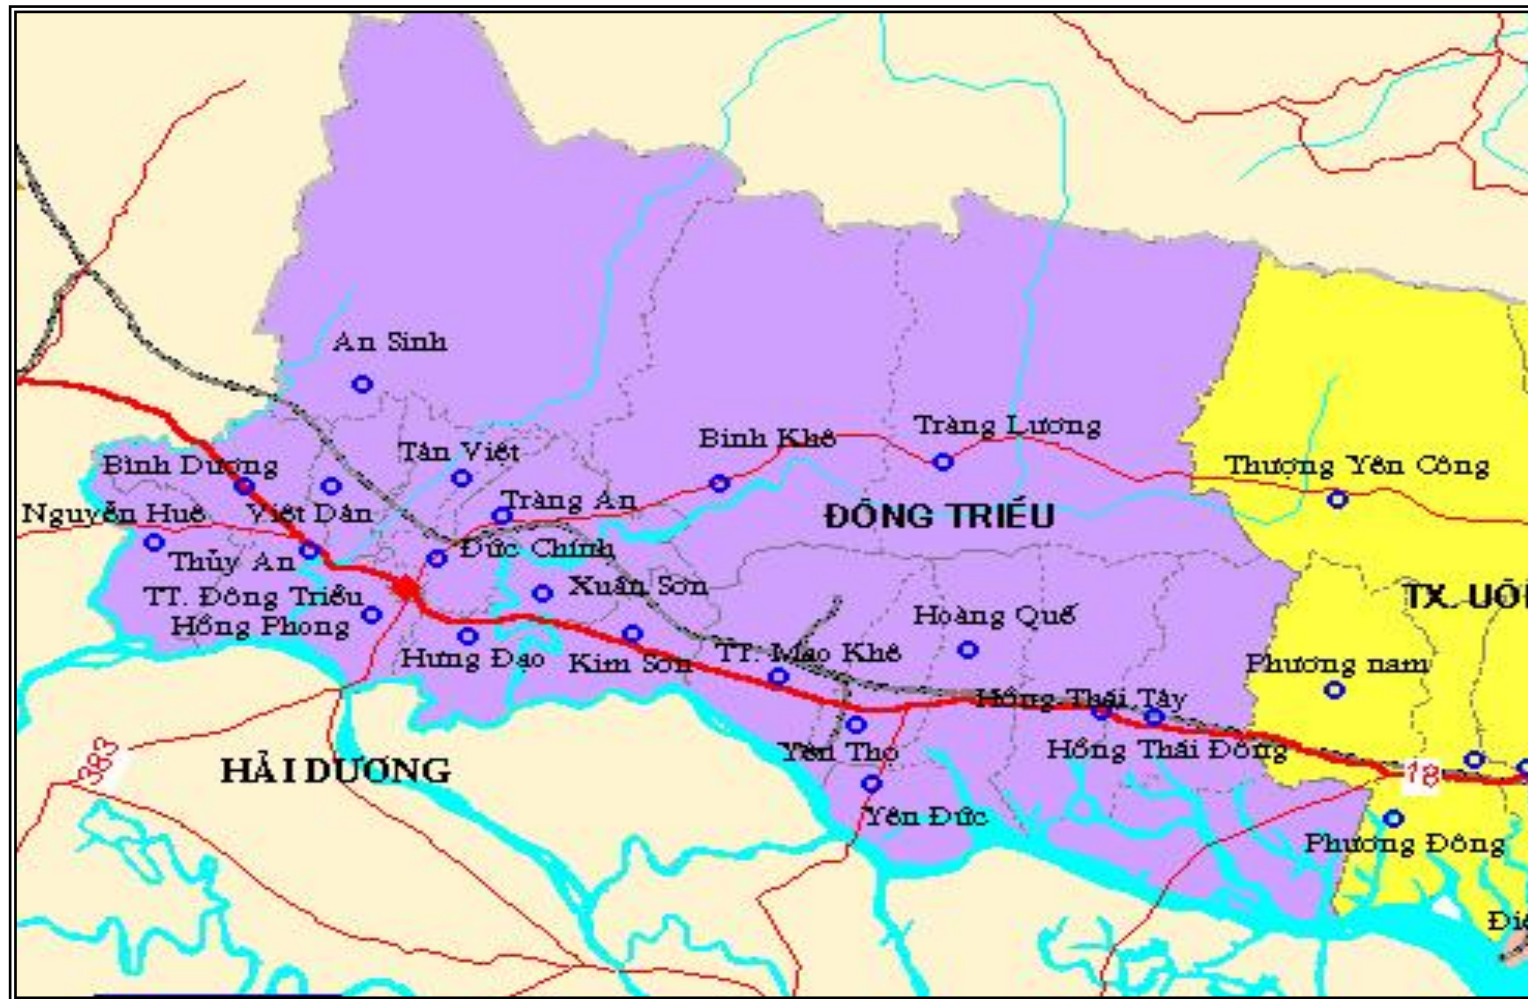 An Sinh
Tràng Lương
Bình Khê
Tân Việt
Bình Dương
Thượng Yên Công
Tràng An
Nguyễn Huê
Việt Dân
ĐÔNG TRIỀU
Đức Chính
Thủy An
Xuân Sơn
TT. Đông Triều
TX. UÔ
Hoàng Quế
Hồng Phong
Hưng Đạo
Kim Sơn
TT. Mạo Khê
Phương nam
Hồng Thái Tây
Yên Thọ
Hồng Thái Đông
383
HẢI DƯƠNG
18
Yên Đức
Phương Đông